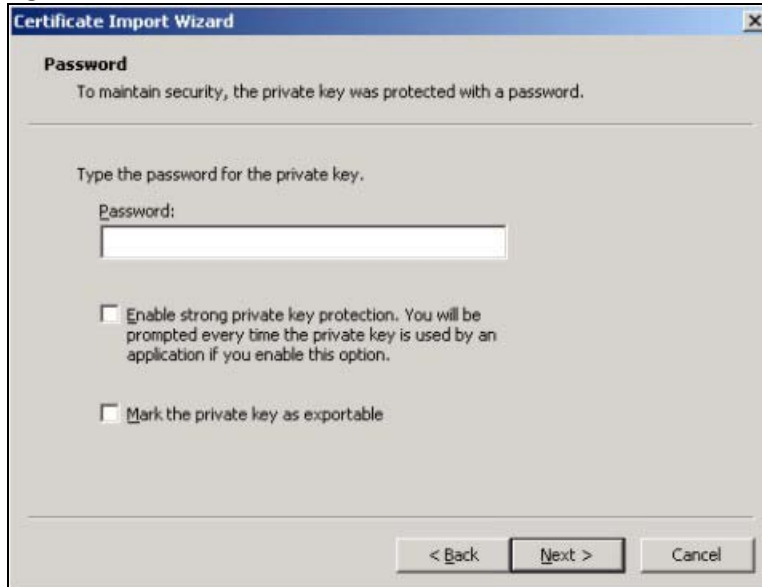 Certificate Import Wizard
Password
To maintain security, the private key was protected with a password.
Type the password for the private key.
Password:
Enable strong private key protection. You will be
prompted every time the private key is used by an
application if you enable this option.
Mark the private key as exportable
< Back Next > Cancel